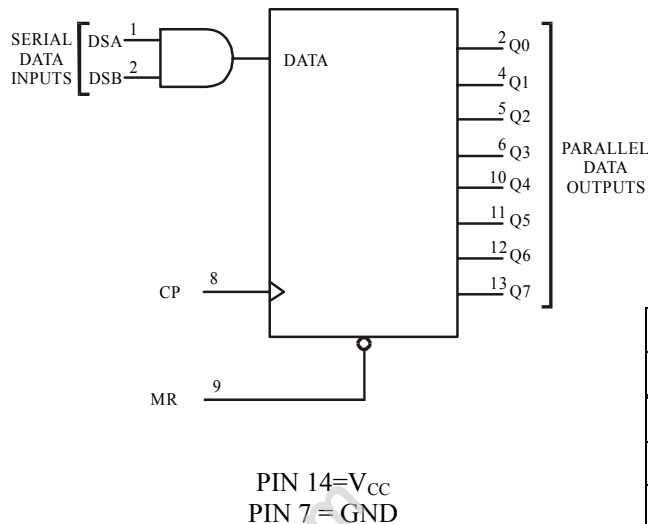 SERIAL
DATA
INPUTS
DSA 1
DSB 2
DATA
2 Q0
4 Q1
5 Q2
6 Q3
10 Q4
11 Q5
12 Q6
13 Q7
PARALLEL
DATA
OUTPUTS
CP 8
MR 9
PIN 14=VCC
PIN 7 = GND